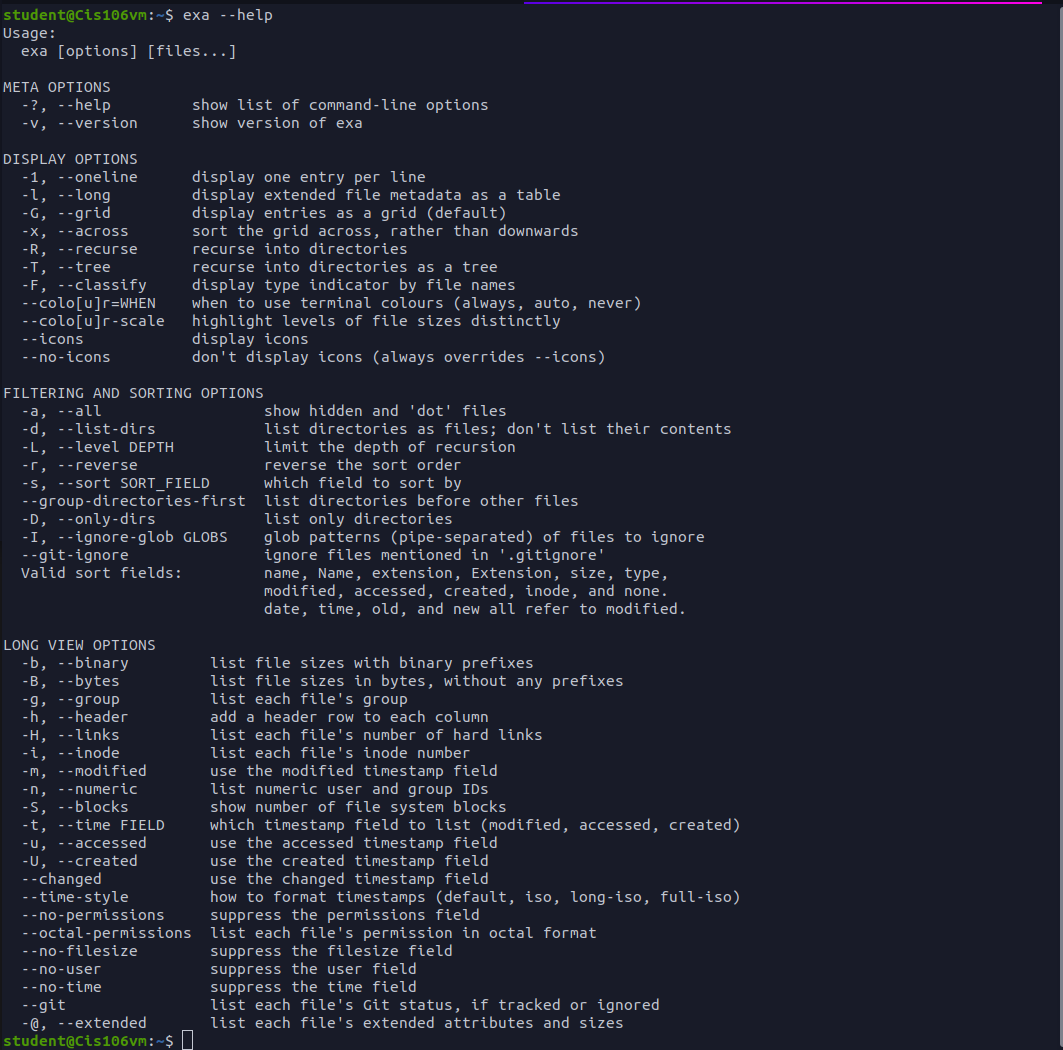 student@Cis106vm:~$ exa --help
Usage:
  exa [options] [files...]

META OPTIONS
  -?, --help         show list of command-line options
  -v, --version      show version of exa

DISPLAY OPTIONS
  -1, --oneline      display one entry per line
  -l, --long         display extended file metadata as a table
  -G, --grid         display entries as a grid (default)
  -x, --across       sort the grid across, rather than downwards
  -R, --recurse      recurse into directories
  -T, --tree         recurse into directories as a tree
  -F, --classify     display type indicator by file names
  --colo[u]r=WHEN    when to use terminal colours (always, auto, never)
  --colo[u]r-scale   highlight levels of file sizes distinctly
  --icons            display icons
  --no-icons         don't display icons (always overrides --icons)

FILTERING AND SORTING OPTIONS
  -a, --all                  show hidden and 'dot' files
  -d, --list-dirs            list directories as files; don't list their contents
  -L, --level DEPTH          limit the depth of recursion
  -r, --reverse              reverse the sort order
  -s, --sort SORT_FIELD      which field to sort by
  --group-directories-first  list directories before other files
  -D, --only-dirs            list only directories
  -I, --ignore-glob GLOBS    glob patterns (pipe-separated) of files to ignore
  --git-ignore               ignore files mentioned in '.gitignore'
  Valid sort fields:         name, Name, extension, Extension, size, type,
                             modified, accessed, created, inode, and none.
                             date, time, old, and new all refer to modified.

LONG VIEW OPTIONS
  -b, --binary         list file sizes with binary prefixes
  -B, --bytes          list file sizes in bytes, without any prefixes
  -g, --group          list each file's group
  -h, --header         add a header row to each column
  -H, --links          list each file's number of hard links
  -i, --inode          list each file's inode number
  -m, --modified       use the modified timestamp field
  -n, --numeric        list numeric user and group IDs
  -S, --blocks         show number of file system blocks
  -t, --time FIELD     which timestamp field to list (modified, accessed, created)
  -u, --accessed       use the accessed timestamp field
  -U, --created        use the created timestamp field
  --changed            use the changed timestamp field
  --time-style         how to format timestamps (default, iso, long-iso, full-iso)
  --no-permissions     suppress the permissions field
  --octal-permissions  list each file's permission in octal format
  --no-filesize        suppress the filesize field
  --no-user            suppress the user field
  --no-time            suppress the time field
  --git                list each file's Git status, if tracked or ignored
  -@, --extended       list each file's extended attributes and sizes
student@Cis106vm:~$